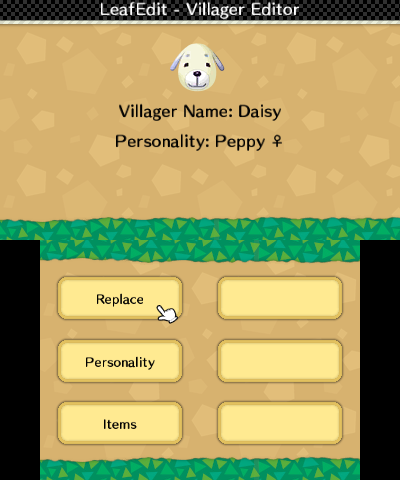 LeafEdit - Villager Editor
Villager Name: Daisy
Personality: Peppy ♀
Replace
Personality
Items